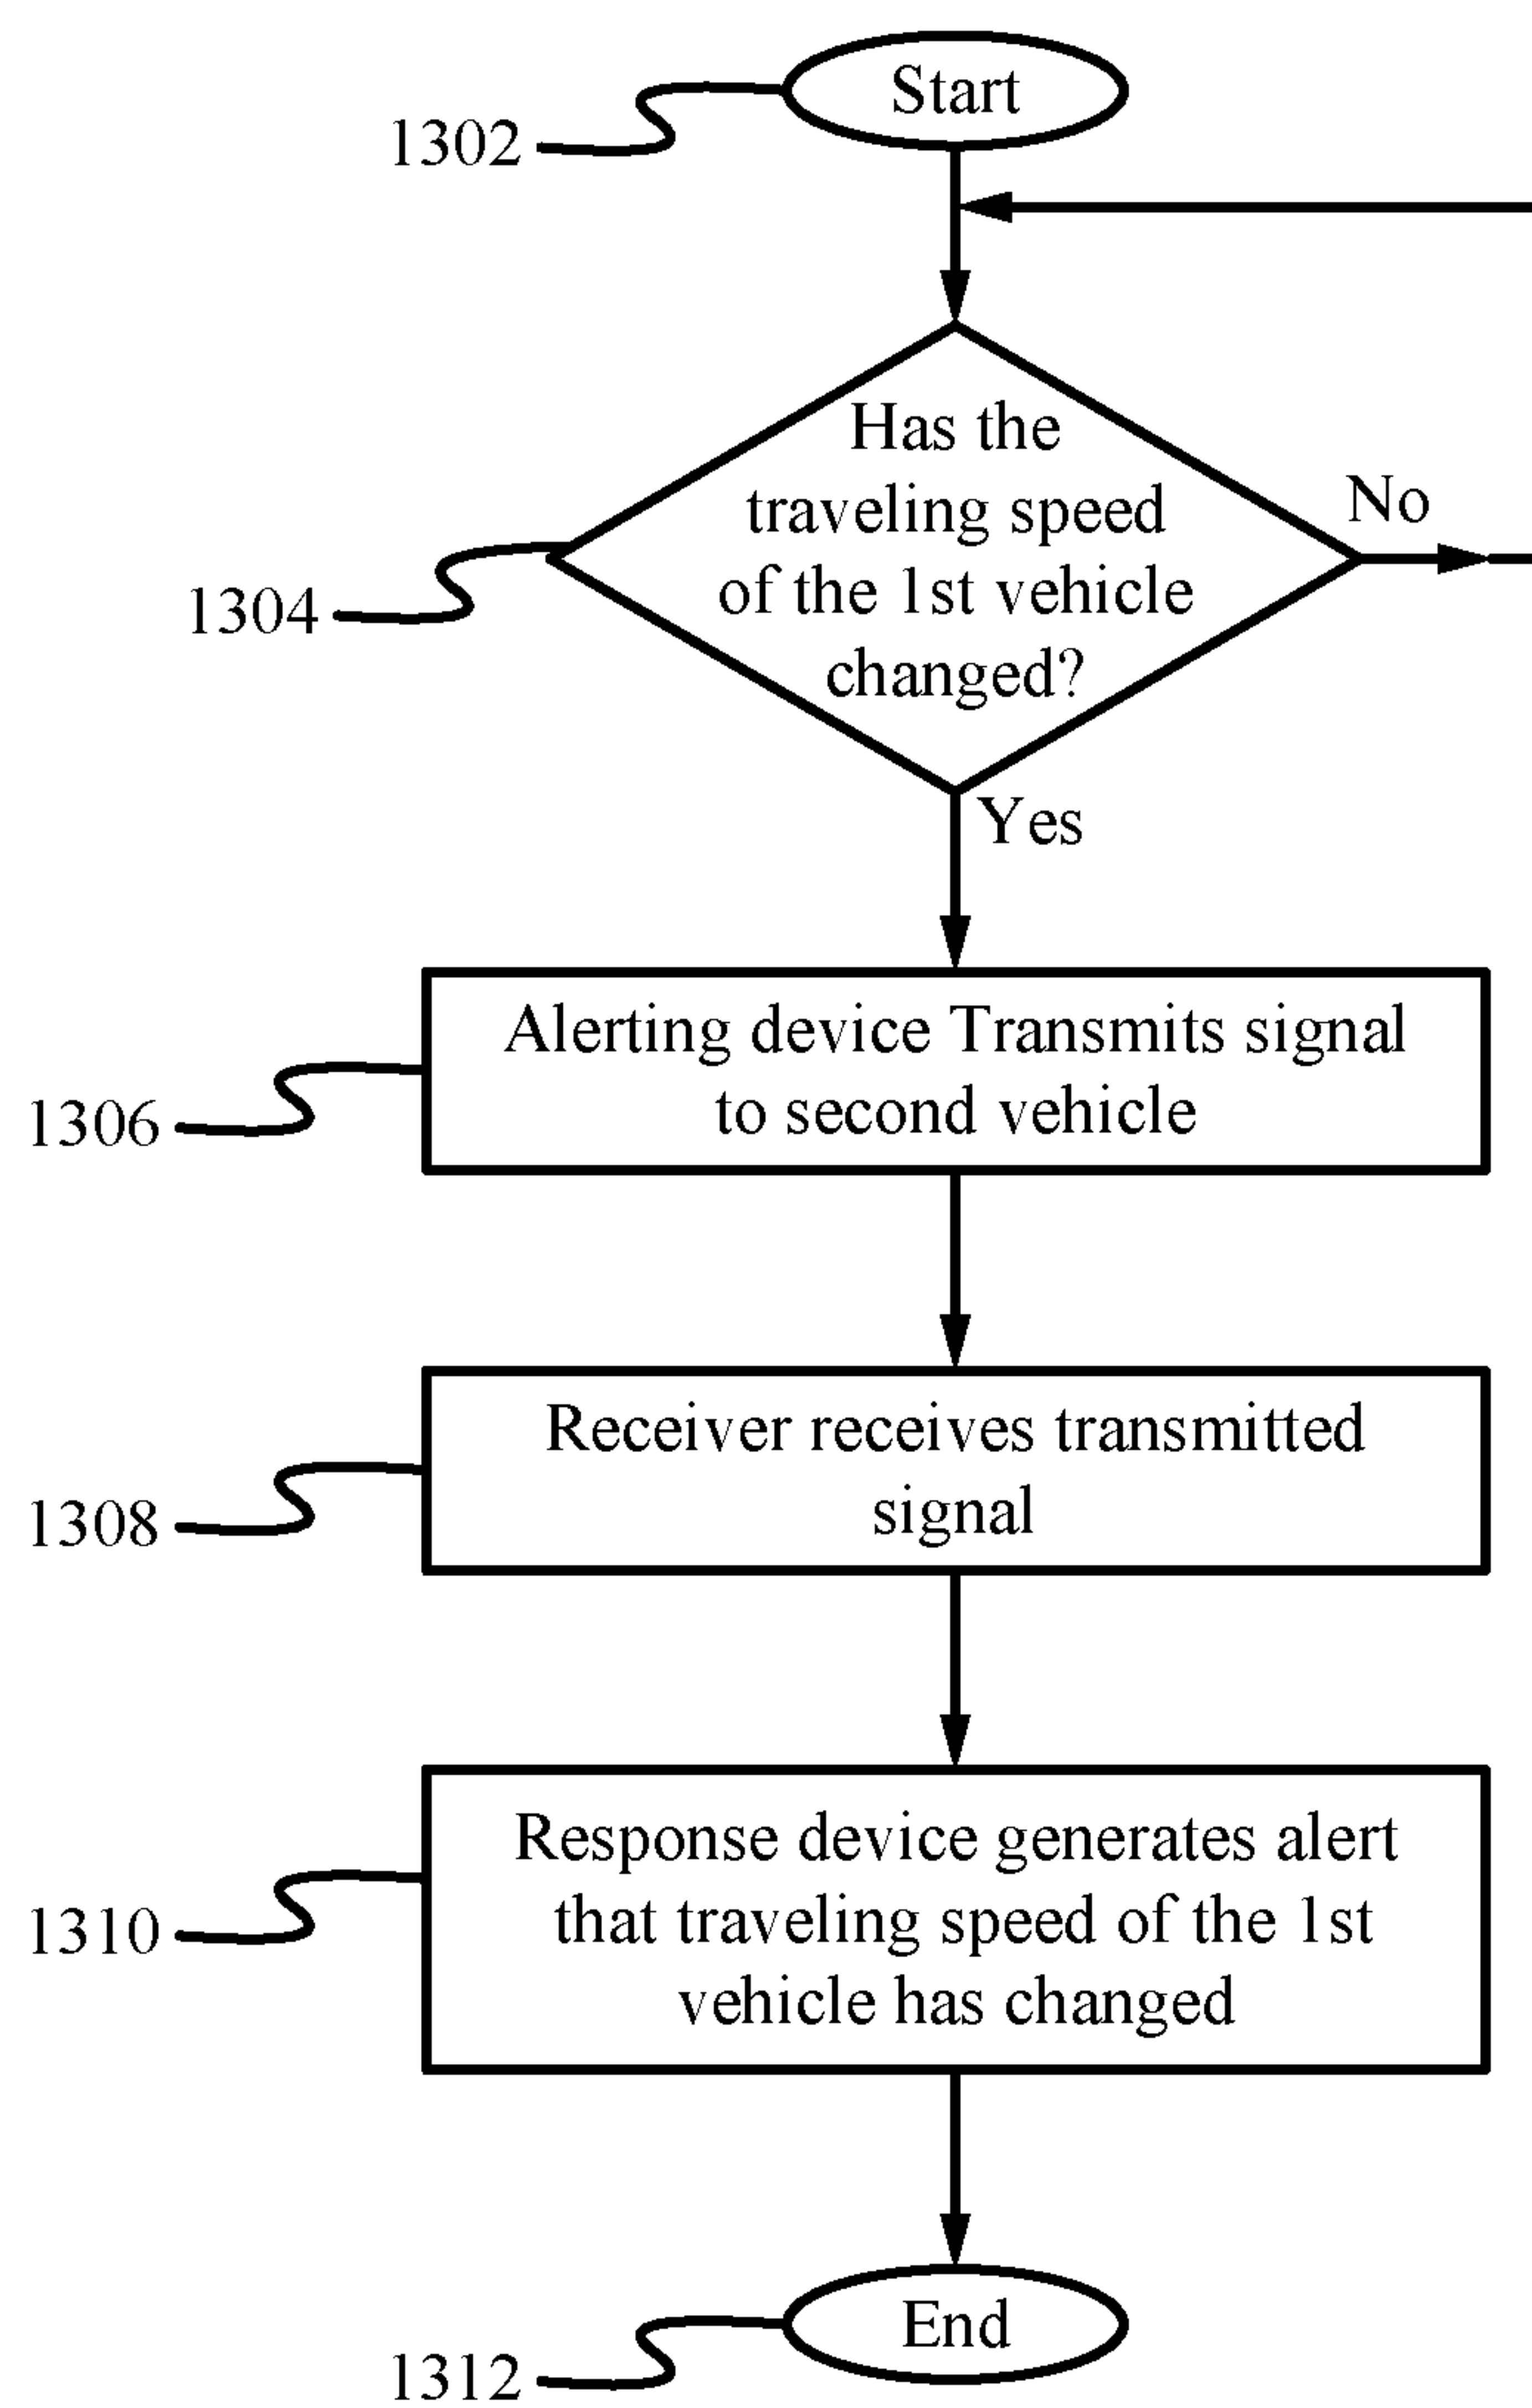 Start
1302
Has the
traveling speed
of the 1st vehicle
changed?
No
1304
Yes
Alerting device Transmits signal
to second vehicle
1306
Receiver receives transmitted
signal
1308
Response device generates alert
that traveling speed of the 1st
vehicle has changed
1310
End
1312